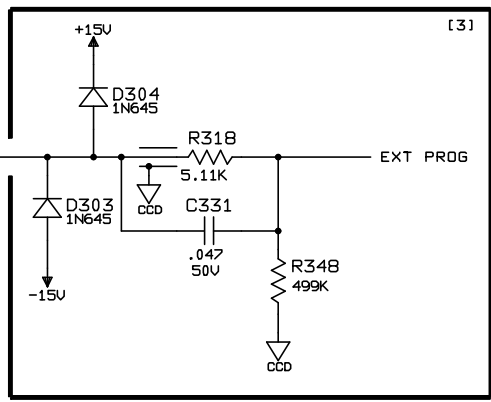 [3]
+15V
D304
1N645
R318
EXT PROG
5.11K
CCD
D303
1N645
C331
.047
50V
R348
499K
-15V
CCD